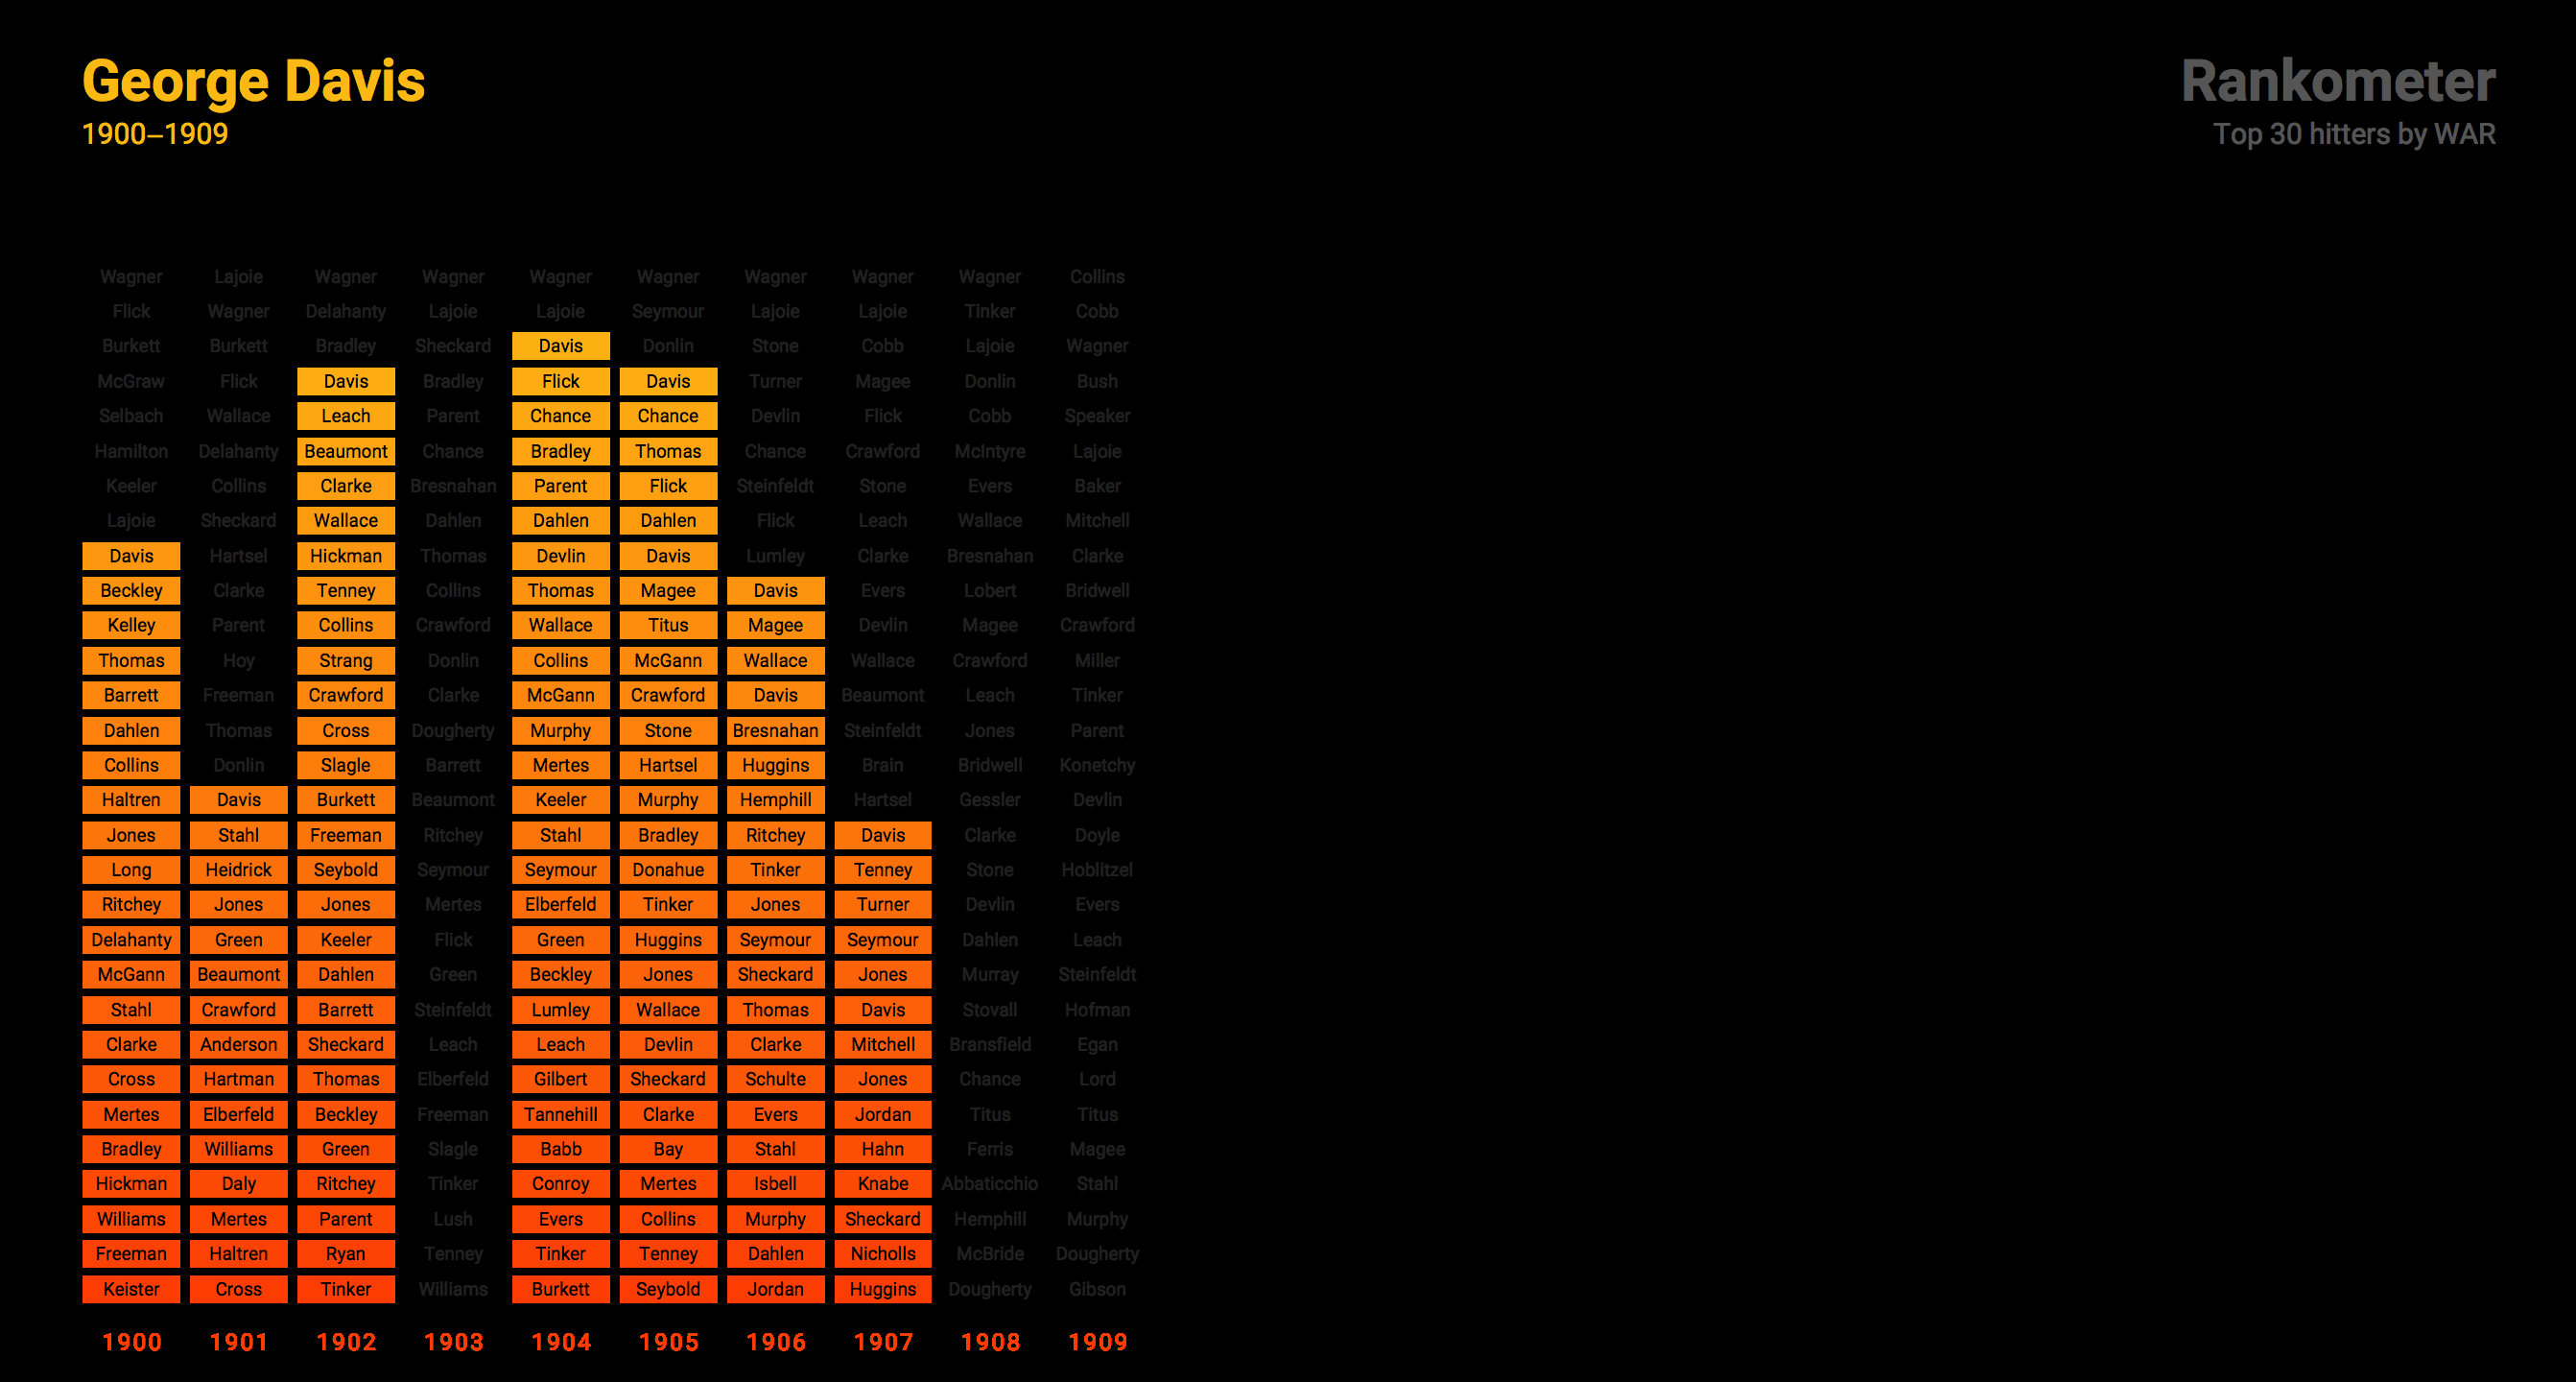 George Davis
1900–1909
Rankometer
Top 30 hitters by WAR
Wagner Lajoie Wagner Wagner Wagner Wagner Wagner Wagner Wagner Collins
Flick Wagner Delahanty Lajoie Lajoie Seymour Lajoie Lajoie Tinker Cobb
Burkett Burkett Bradley Sheckard Davis Donlin Stone Cobb Lajoie Wagner
McGraw Flick Davis Bradley Flick Davis Turner Magee Donlin Bush
Selbach Wallace Leach Parent Chance Chance Devlin Flick Cobb Speaker
Hamilton Delahanty Beaumont Chance Bradley Thomas Chance Crawford McIntyre Lajoie
Keeler Collins Clarke Bresnahan Parent Flick Steinfeldt Stone Evers Baker
Lajoie Sheckard Wallace Dahlen Dahlen Dahlen Flick Leach Wallace Mitchell
Davis Hartsel Hickman Thomas Devlin Davis Lumley Clarke Bresnahan Clarke
Beckley Clarke Tenney Collins Thomas Magee Davis Evers Lobert Bridwell
Kelley Parent Collins Crawford Wallace Titus Magee Devlin Magee Crawford
Thomas Hoy Strang Donlin Collins McGann Wallace Wallace Crawford Miller
Barrett Freeman Crawford Clarke McGann Crawford Davis Beaumont Leach Tinker
Dahlen Thomas Cross Dougherty Murphy Stone Bresnahan Steinfeldt Jones Parent
Collins Donlin Slagle Barrett Mertes Hartsel Huggins Brain Bridwell Konetchy
Haltren Davis Burkett Beaumont Keeler Murphy Hemphill Hartsel Gessler Devlin
Jones Stahl Freeman Ritchey Stahl Bradley Ritchey Davis Clarke Doyle
Long Heidrick Seybold Seymour Seymour Donahue Tinker Tenney Stone Hoblitzel
Ritchey Jones Jones Mertes Elberfeld Tinker Jones Turner Devlin Evers
Delahanty Green Keeler Flick Green Huggins Seymour Seymour Dahlen Leach
McGann Beaumont Dahlen Green Beckley Jones Sheckard Jones Murray Steinfeldt
Stahl Crawford Barrett Steinfeldt Lumley Wallace Thomas Davis Stovall Hofman
Clarke Anderson Sheckard Leach Leach Devlin Clarke Mitchell Bransfield Egan
Cross Hartman Thomas Elberfeld Gilbert Sheckard Schulte Jones Chance Lord
Mertes Elberfeld Beckley Freeman Tannehill Clarke Evers Jordan Titus Titus
Bradley Williams Green Slagle Babb Bay Stahl Hahn Ferris Magee
Hickman Daly Ritchey Tinker Conroy Mertes Isbell Knabe Abbaticchio Stahl
Williams Mertes Parent Lush Evers Collins Murphy Sheckard Hemphill Murphy
Freeman Haltren Ryan Tenney Tinker Tenney Dahlen Nicholls McBride Dougherty
Keister Cross Tinker Williams Burkett Seybold Jordan Huggins Dougherty Gibson
1900 1901 1902 1903 1904 1905 1906 1907 1908 1909